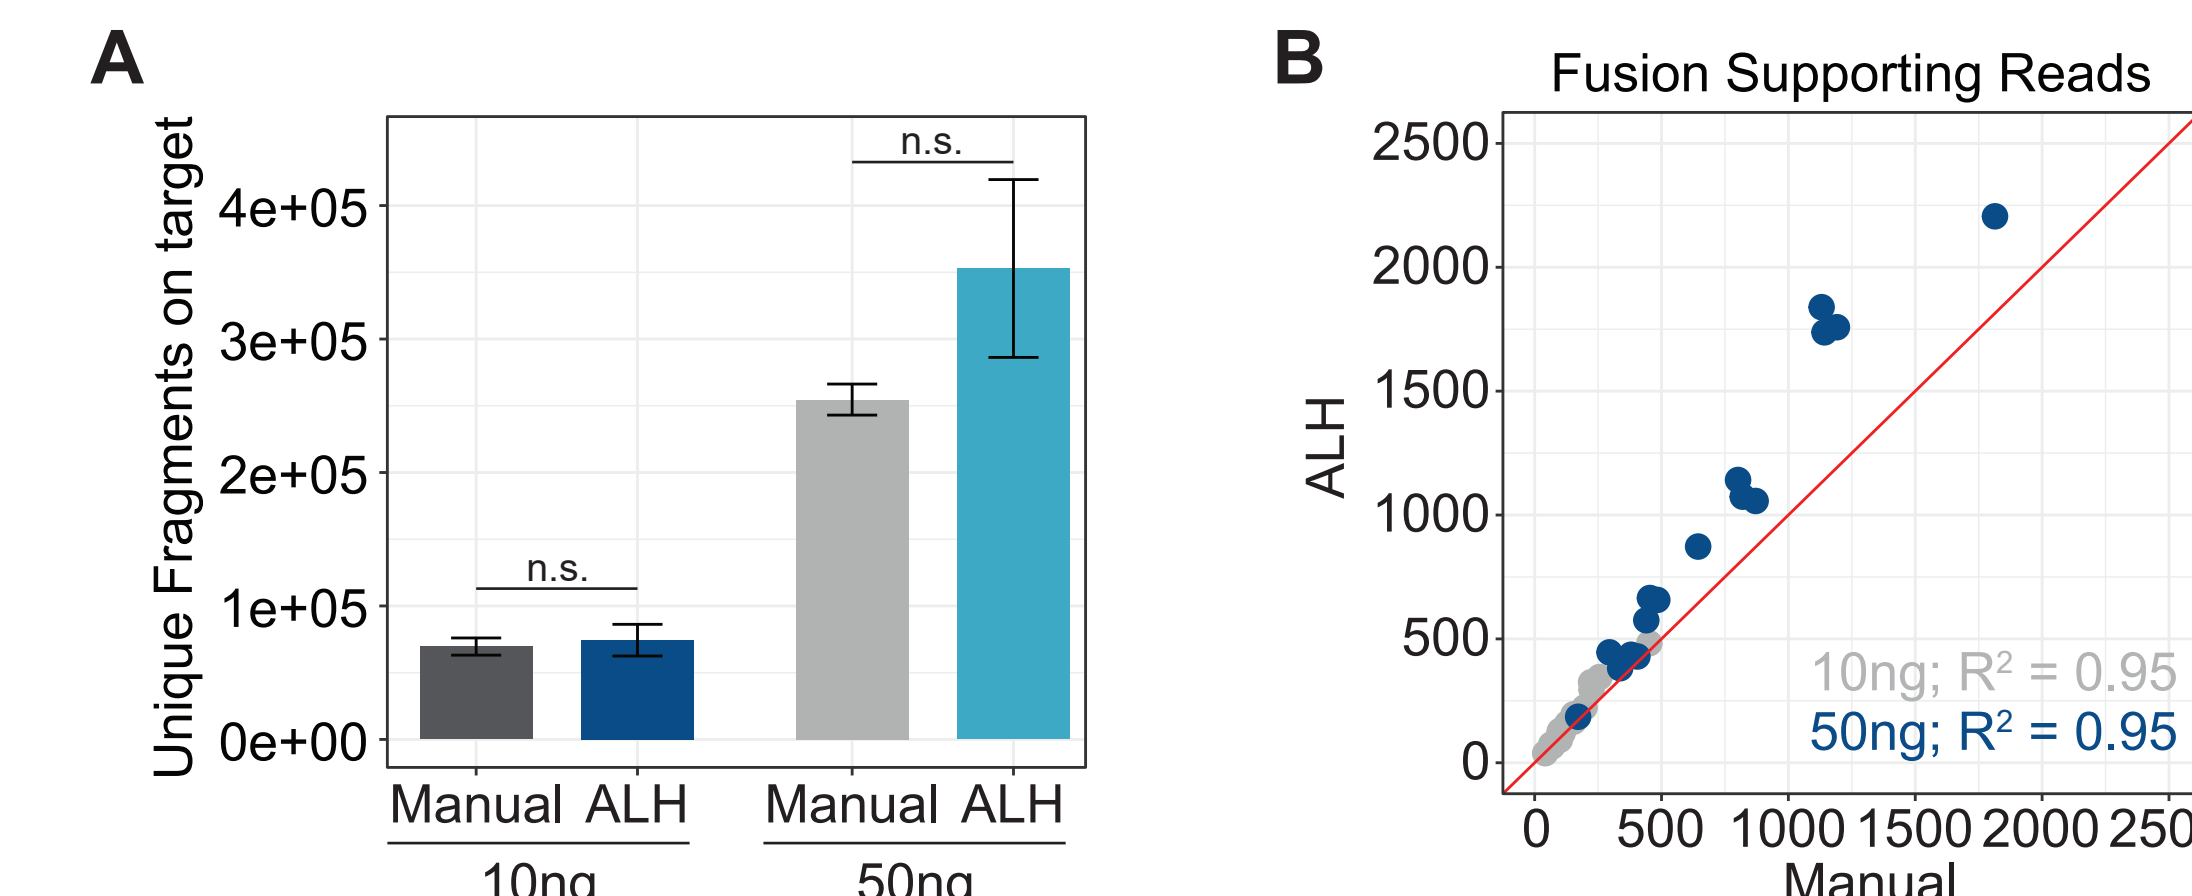 A
Unique Fragments on target
4e+05
3e+05
2e+05
1e+05
0e+00
n.s.
n.s.
Manual ALH Manual ALH
10ng 50ng
B
Fusion Supporting Reads
ALH
2500
2000
1500
1000
500
0
10ng; R² = 0.95
50ng; R² = 0.95
0 500 1000 1500 2000 250
Manual